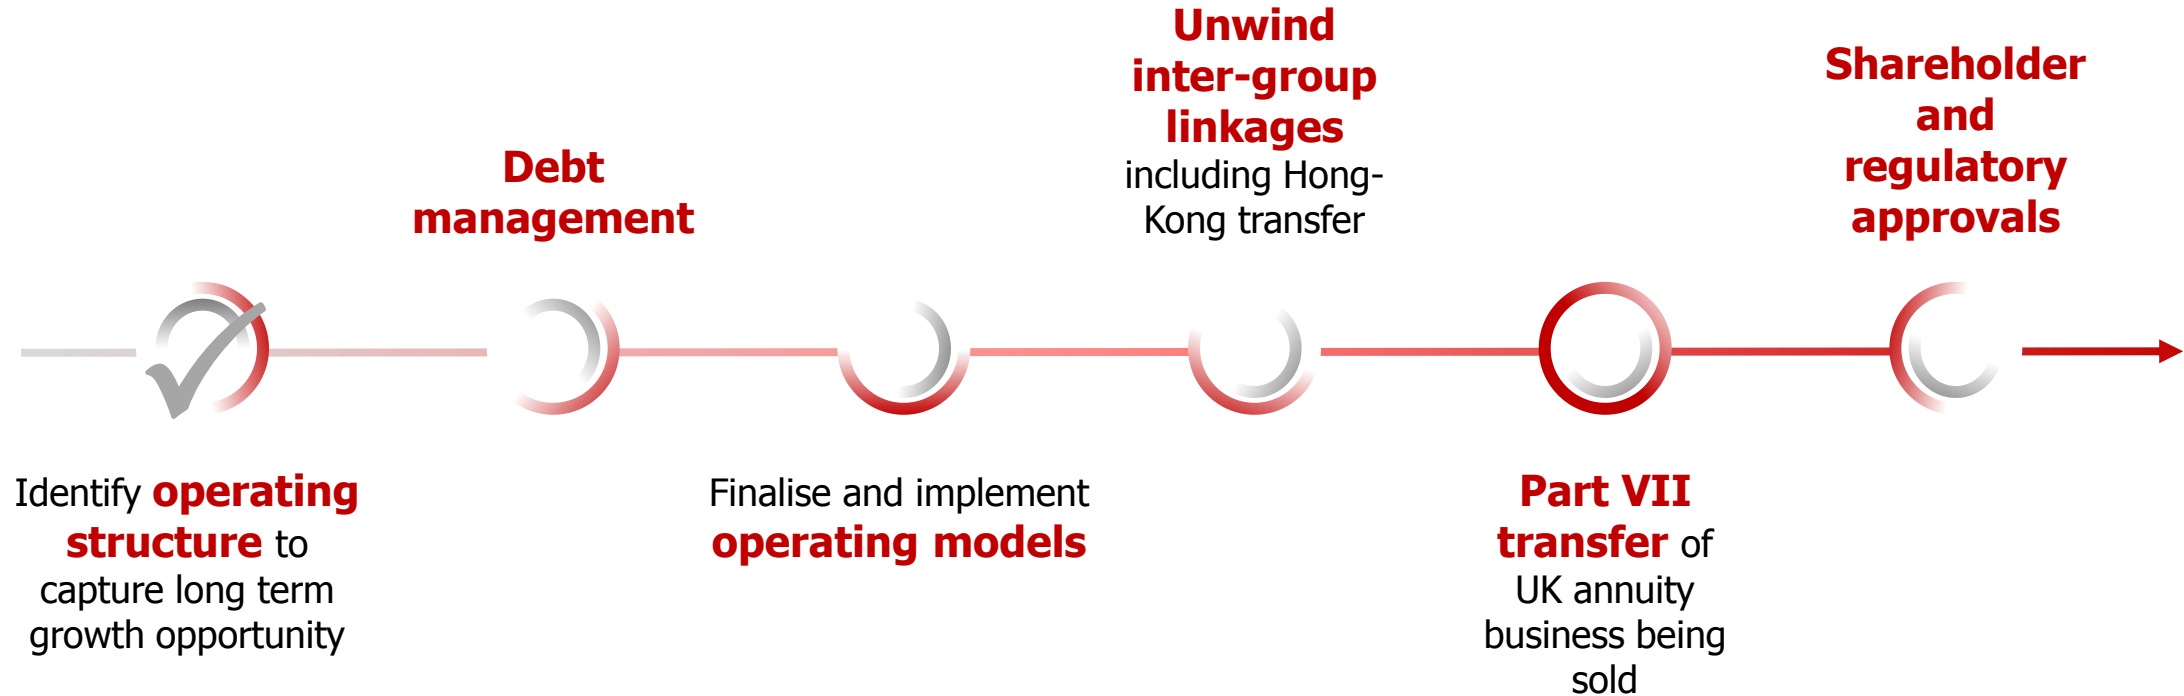 Identify operating
structure to
capture long term
growth opportunity
Debt
management
Finalise and implement
operating models
Unwind
inter-group
linkages
including Hong-
Kong transfer
Part VII
transfer of
UK annuity
business being
sold
Shareholder
and
regulatory
approvals